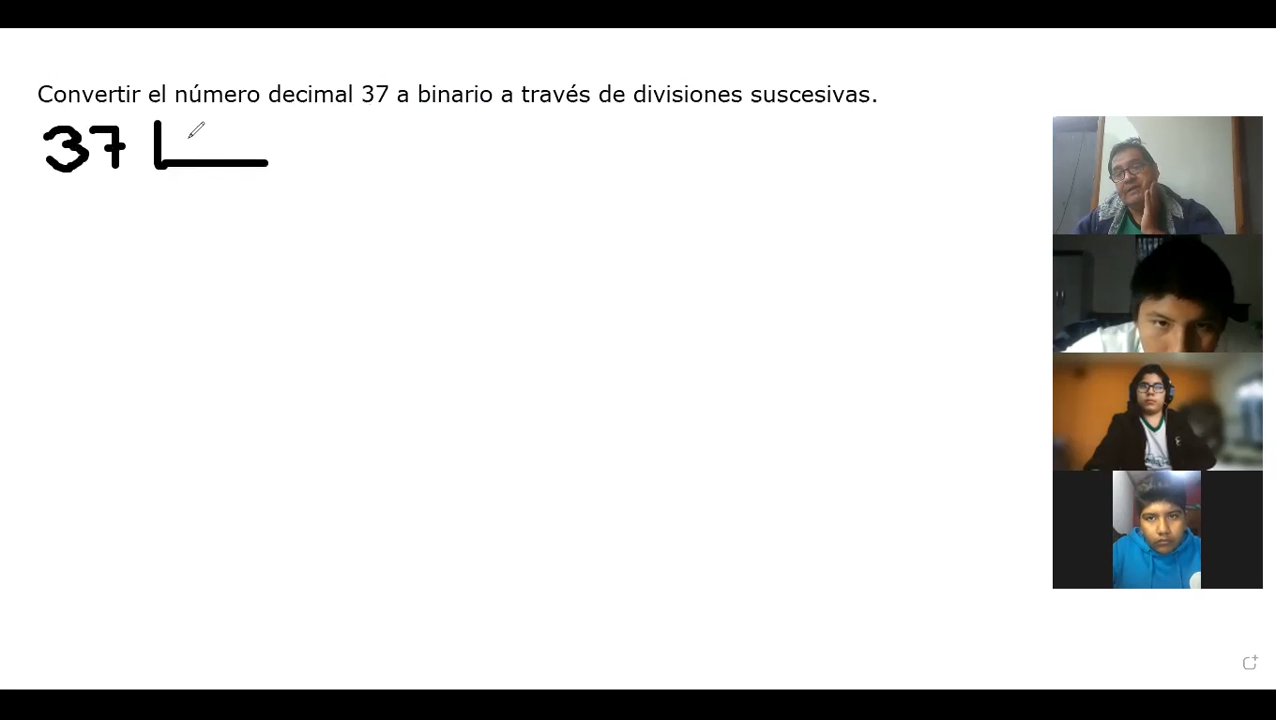 Convertir el número decimal 37 a binario a través de divisiones suscesivas.
37